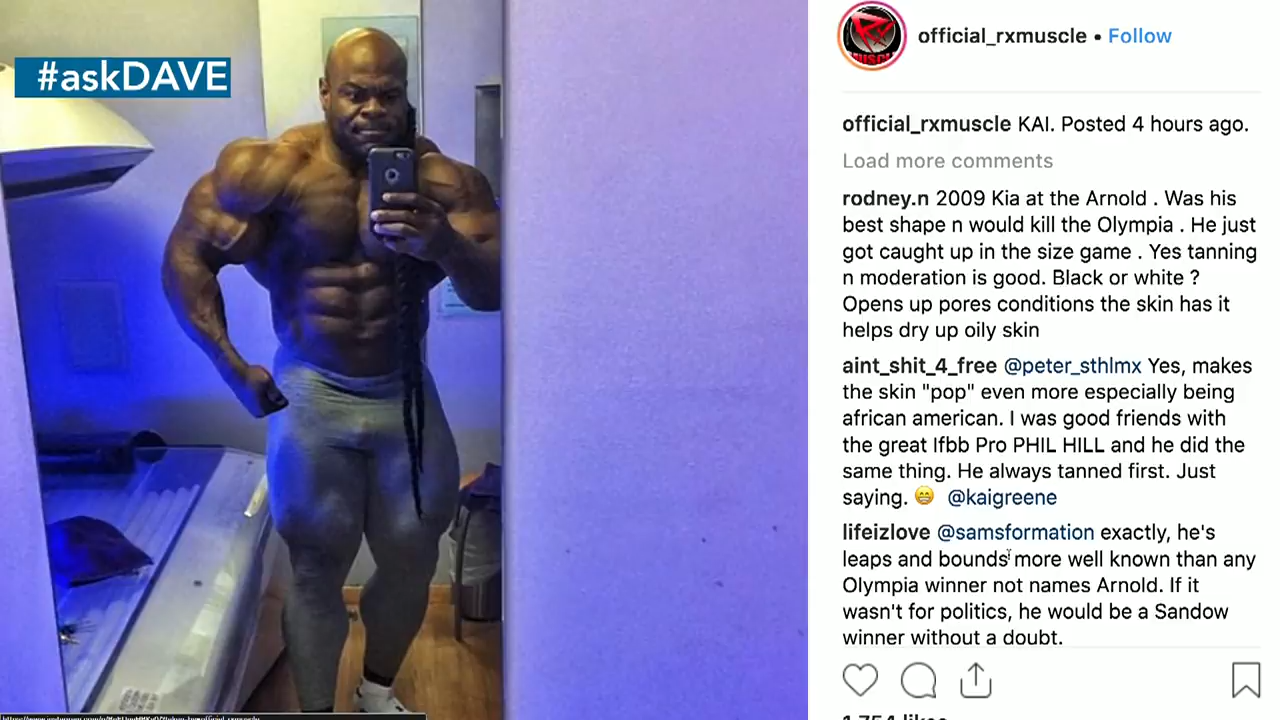 #askDAVE
official_rxmuscle • Follow
official_rxmuscle KAI. Posted 4 hours ago.
Load more comments
rodney.n 2009 Kia at the Arnold . Was his
best shape n would kill the Olympia . He just
got caught up in the size game . Yes tanning
n moderation is good. Black or white ?
Opens up pores conditions the skin has it
helps dry up oily skin
aint_shit_4_free @peter_sthlmx Yes, makes
the skin "pop" even more especially being
african american. I was good friends with
the great Ifbb Pro PHIL HILL and he did the
same thing. He always tanned first. Just
saying. 😁 @kaigreene
lifeizlove @samsformation exactly, he's
leaps and bounds more well known than any
Olympia winner not names Arnold. If it
wasn't for politics, he would be a Sandow
winner without a doubt.
1,754 likes